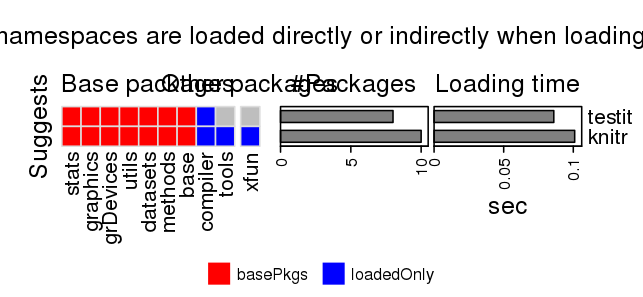 namespaces are loaded directly or indirectly when loading
Base packages
Other packages
#Packages
Loading time
Suggests
testit
knitr
stats
graphics
grDevices
utils
datasets
methods
base
compiler
tools
xfun
0
5
10
0
0.05
0.1
sec
basePkgs
loadedOnly